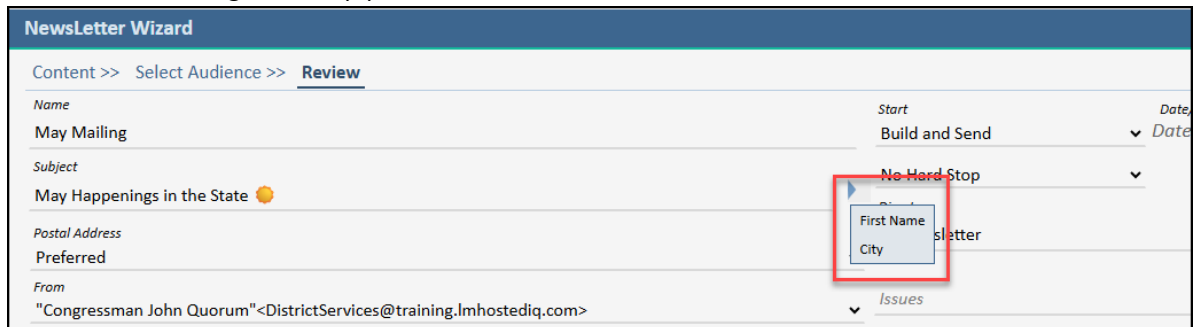 NewsLetter Wizard
Content >> Select Audience >> Review
Name
May Mailing
Start
Build and Send
Subject
May Happenings in the State
No Hard Stop
First Name
City
sletter
Postal Address
Preferred
From
"Congressman John Quorum"<DistrictServices@training.lmhostediq.com>
Issues
Date